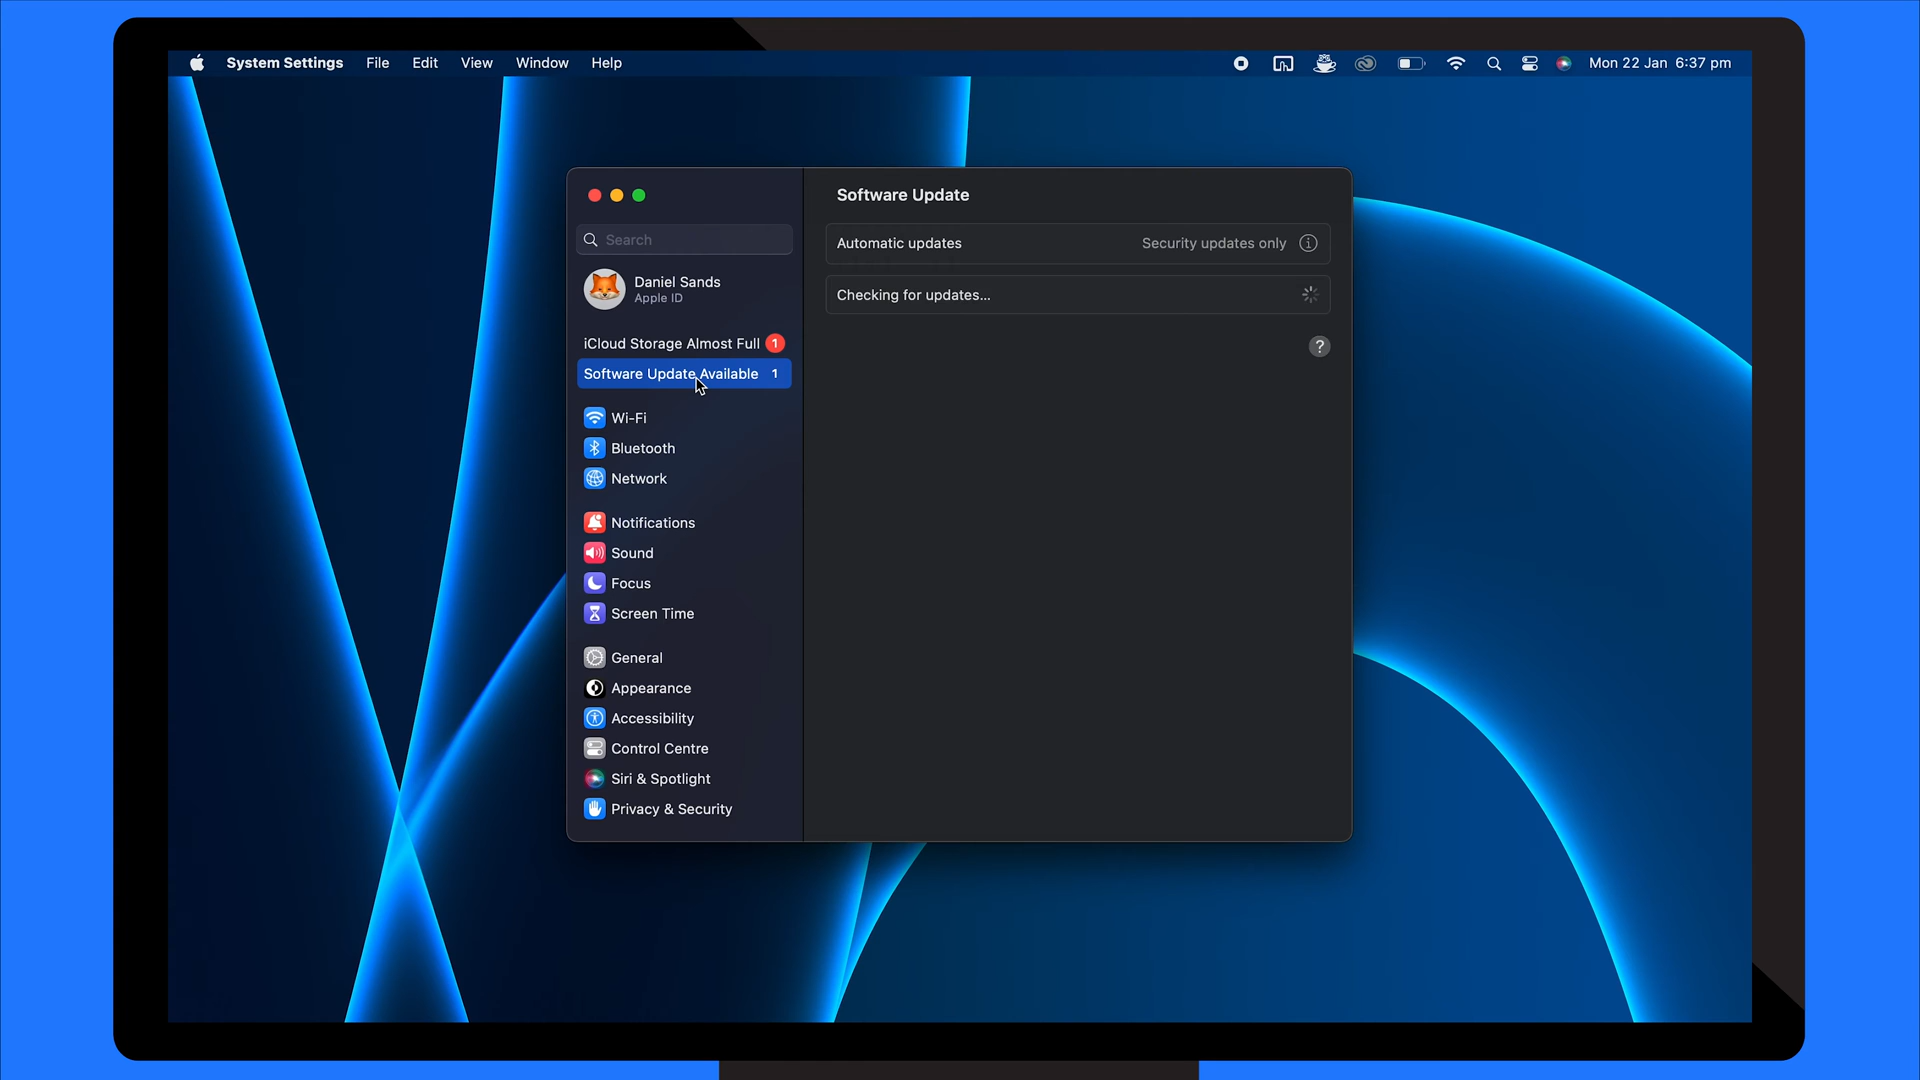 System Settings File Edit View Window Help Mon 22 Jan 6:37 pm
Software Update
Search
Automatic updates Security updates only
Daniel Sands
Apple ID
Checking for updates...
iCloud Storage Almost Full 1
?
Software Update Available 1
Wi-Fi
Bluetooth
Network
Notifications
Sound
Focus
Screen Time
General
Appearance
Accessibility
Control Centre
Siri & Spotlight
Privacy & Security